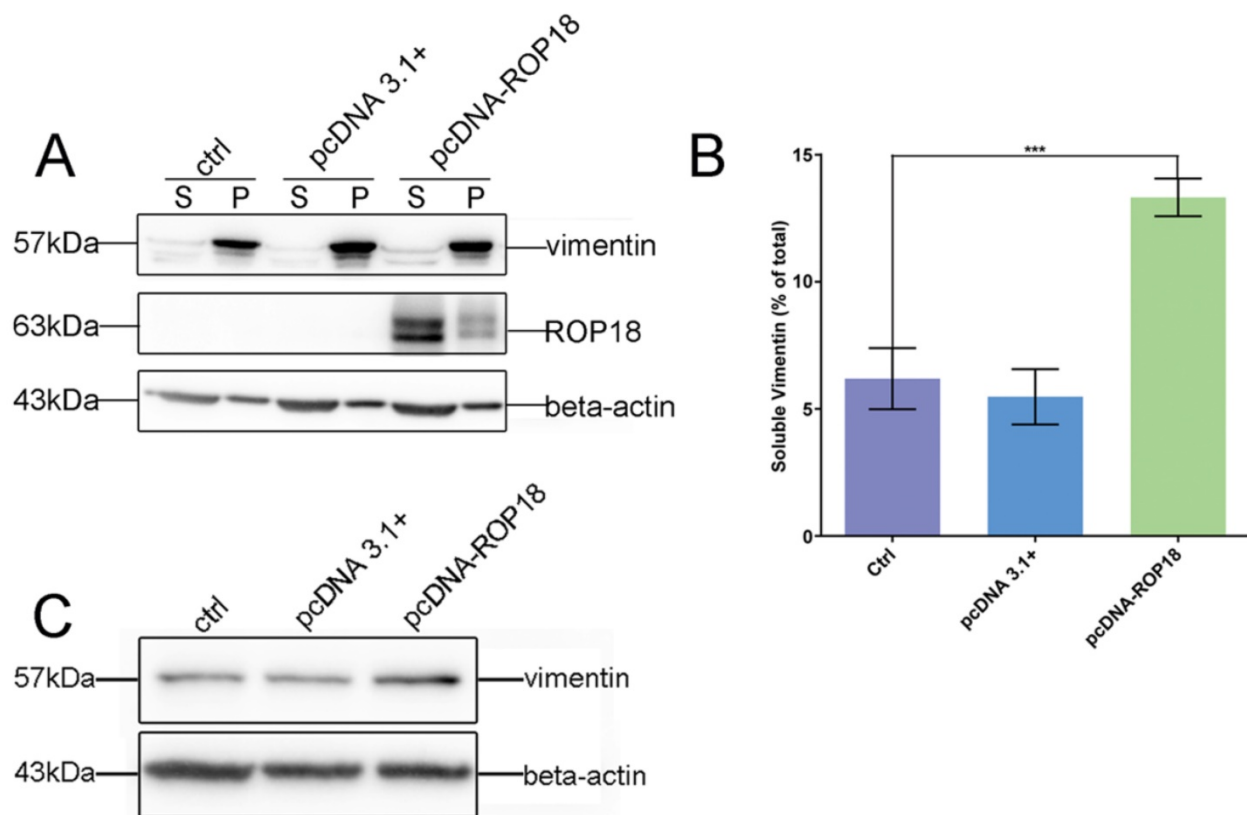 A
ctrl
pcDNA 3.1+
pcDNA-ROP18
S P S P S P
57kDa vimentin
63kDa ROP18
43kDa beta-actin
B
Soluble Vimentin (% of total)
15
10
5
0
***
Ctrl
pcDNA 3.1+
pcDNA-ROP18
C
ctrl
pcDNA 3.1+
pcDNA-ROP18
57kDa vimentin
43kDa beta-actin